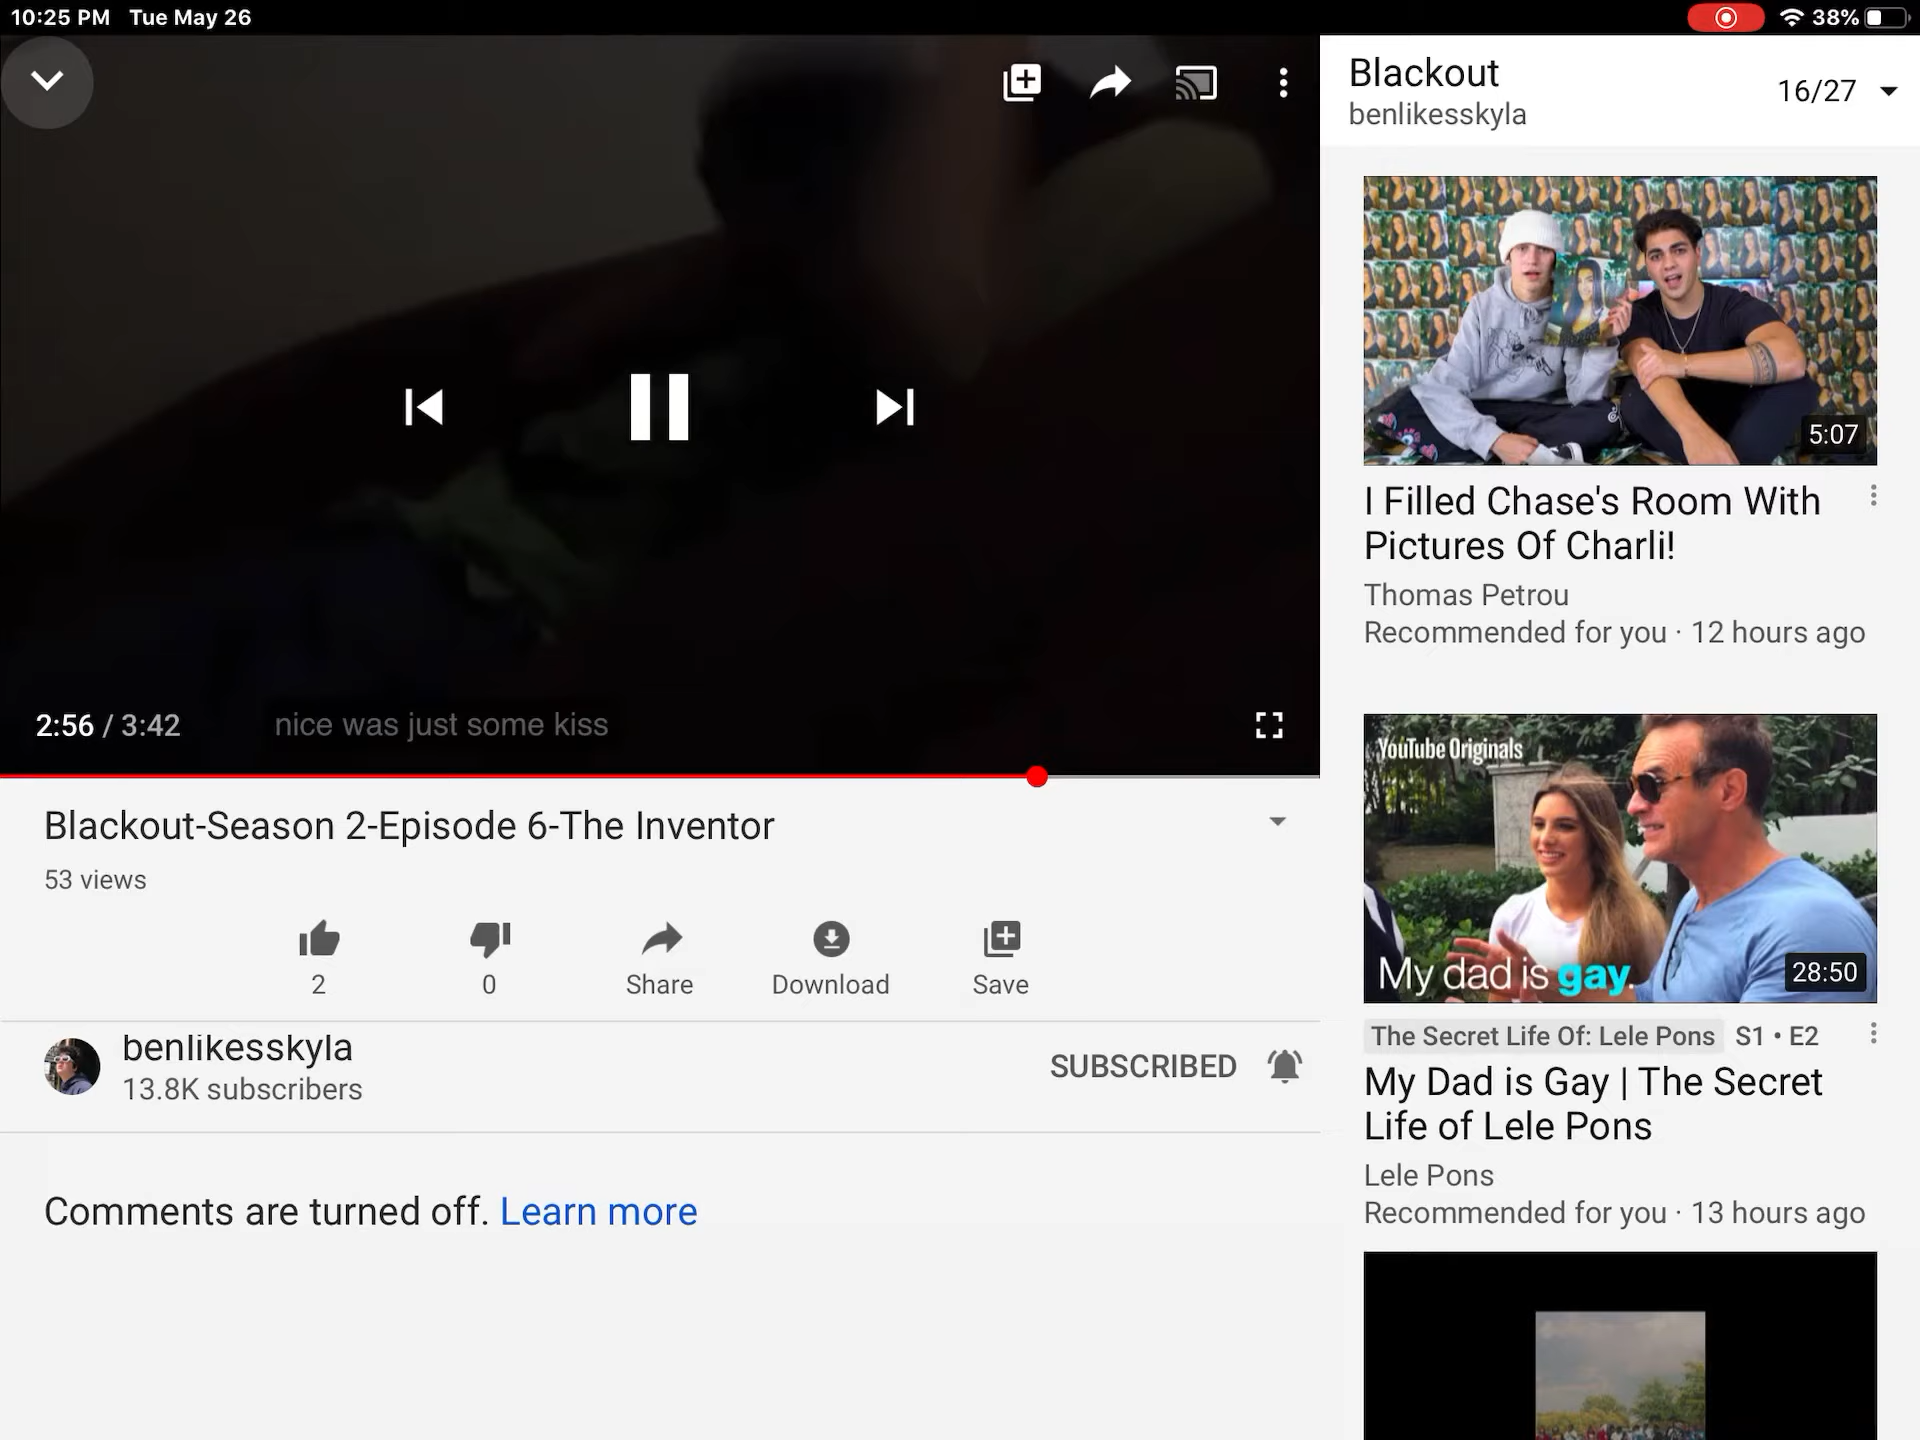 10:25 PM Tue May 26
38%
2:56 / 3:42
nice was just some kiss
Blackout-Season 2-Episode 6-The Inventor
53 views
2
0
Share
Download
Save
benlikesskyla
13.8K subscribers
SUBSCRIBED
Comments are turned off. Learn more
Blackout
benlikesskyla
16/27
5:07
I Filled Chase's Room With
Pictures Of Charli!
Thomas Petrou
Recommended for you · 12 hours ago
YouTube Originals
My dad is gay.
28:50
The Secret Life Of: Lele Pons S1 • E2
My Dad is Gay | The Secret
Life of Lele Pons
Lele Pons
Recommended for you · 13 hours ago